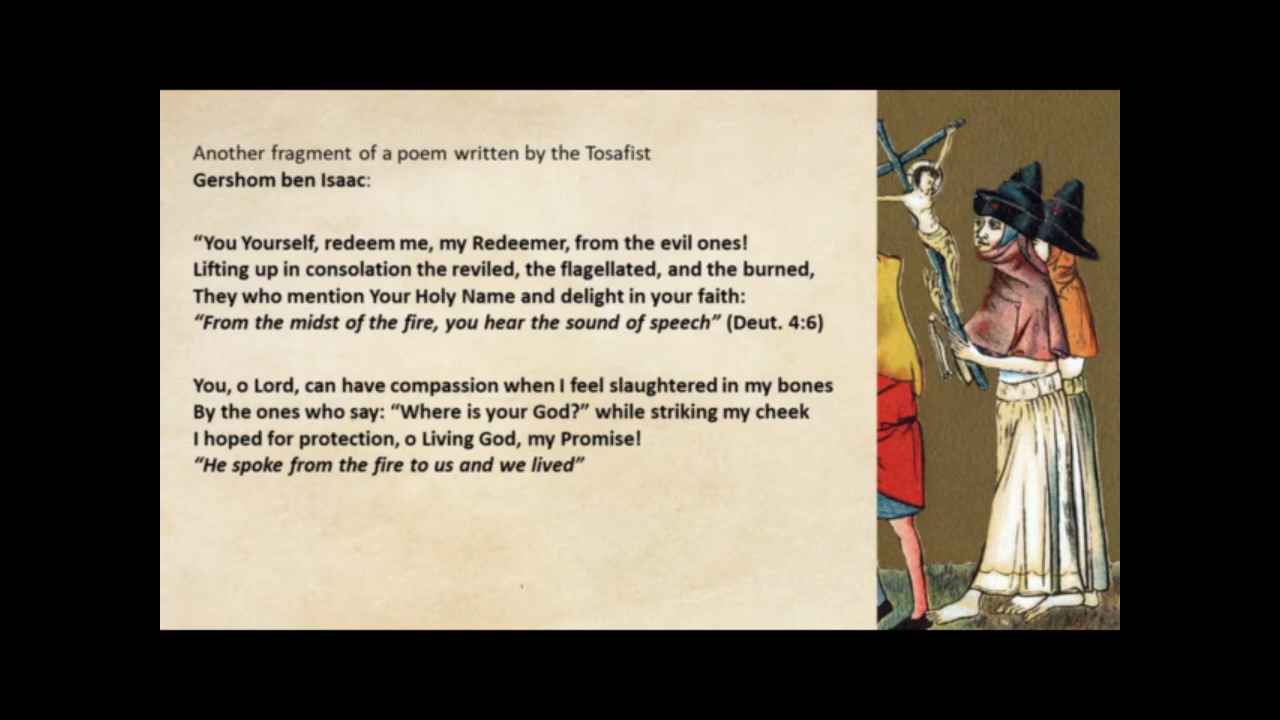 Another fragment of a poem written by the Tosafist
Gershom ben Isaac:
“You Yourself, redeem me, my Redeemer, from the evil ones!
Lifting up in consolation the reviled, the flagellated, and the burned,
They who mention Your Holy Name and delight in your faith:
“From the midst of the fire, you hear the sound of speech” (Deut. 4:6)
You, o Lord, can have compassion when I feel slaughtered in my bones
By the ones who say: “Where is your God?” while striking my cheek
I hoped for protection, o Living God, my Promise!
“He spoke from the fire to us and we lived”